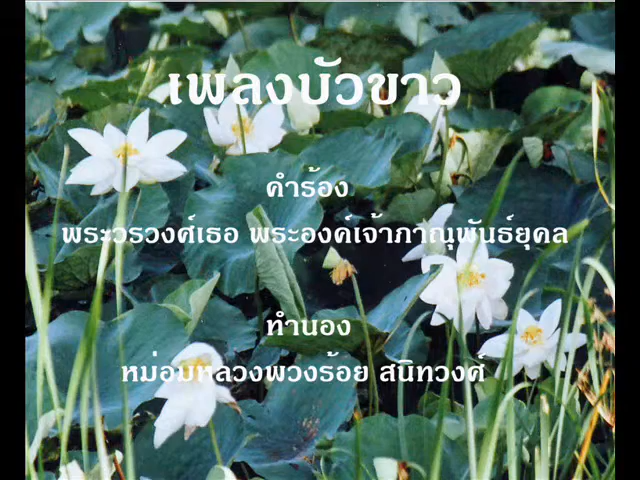 เพลงบัวขาว
คำร้อง
พระวรวงศ์เธอ พระองค์เจ้าภาณุพันธ์ยุคล
ทำนอง
หม่อมหลวงพวงร้อย สนิทวงศ์